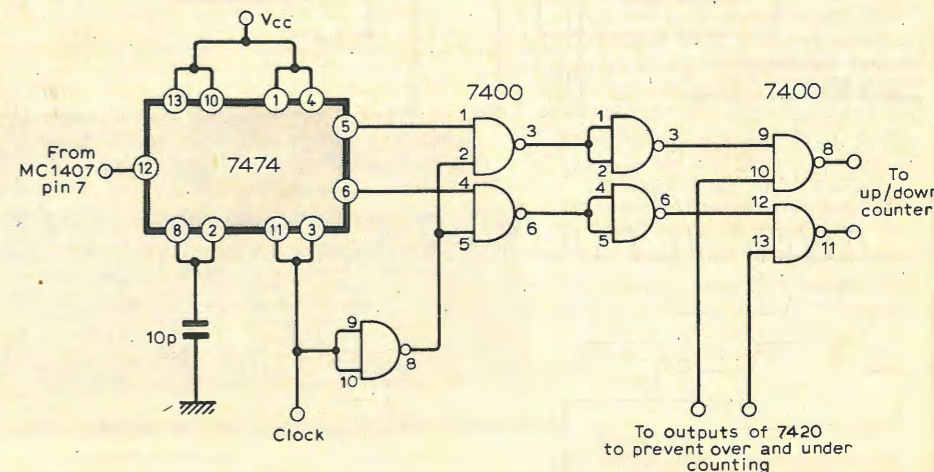 Vcc
7400
7400
13
10
1
4
5
1
2
3
1
2
3
9
10
8
From
MC1407
pin 7
12
7474
6
4
5
6
4
5
6
12
13
11
To
up/down
counter
8
2
11
3
10p
9
10
8
Clock
To outputs of 7420
to prevent over and under
counting